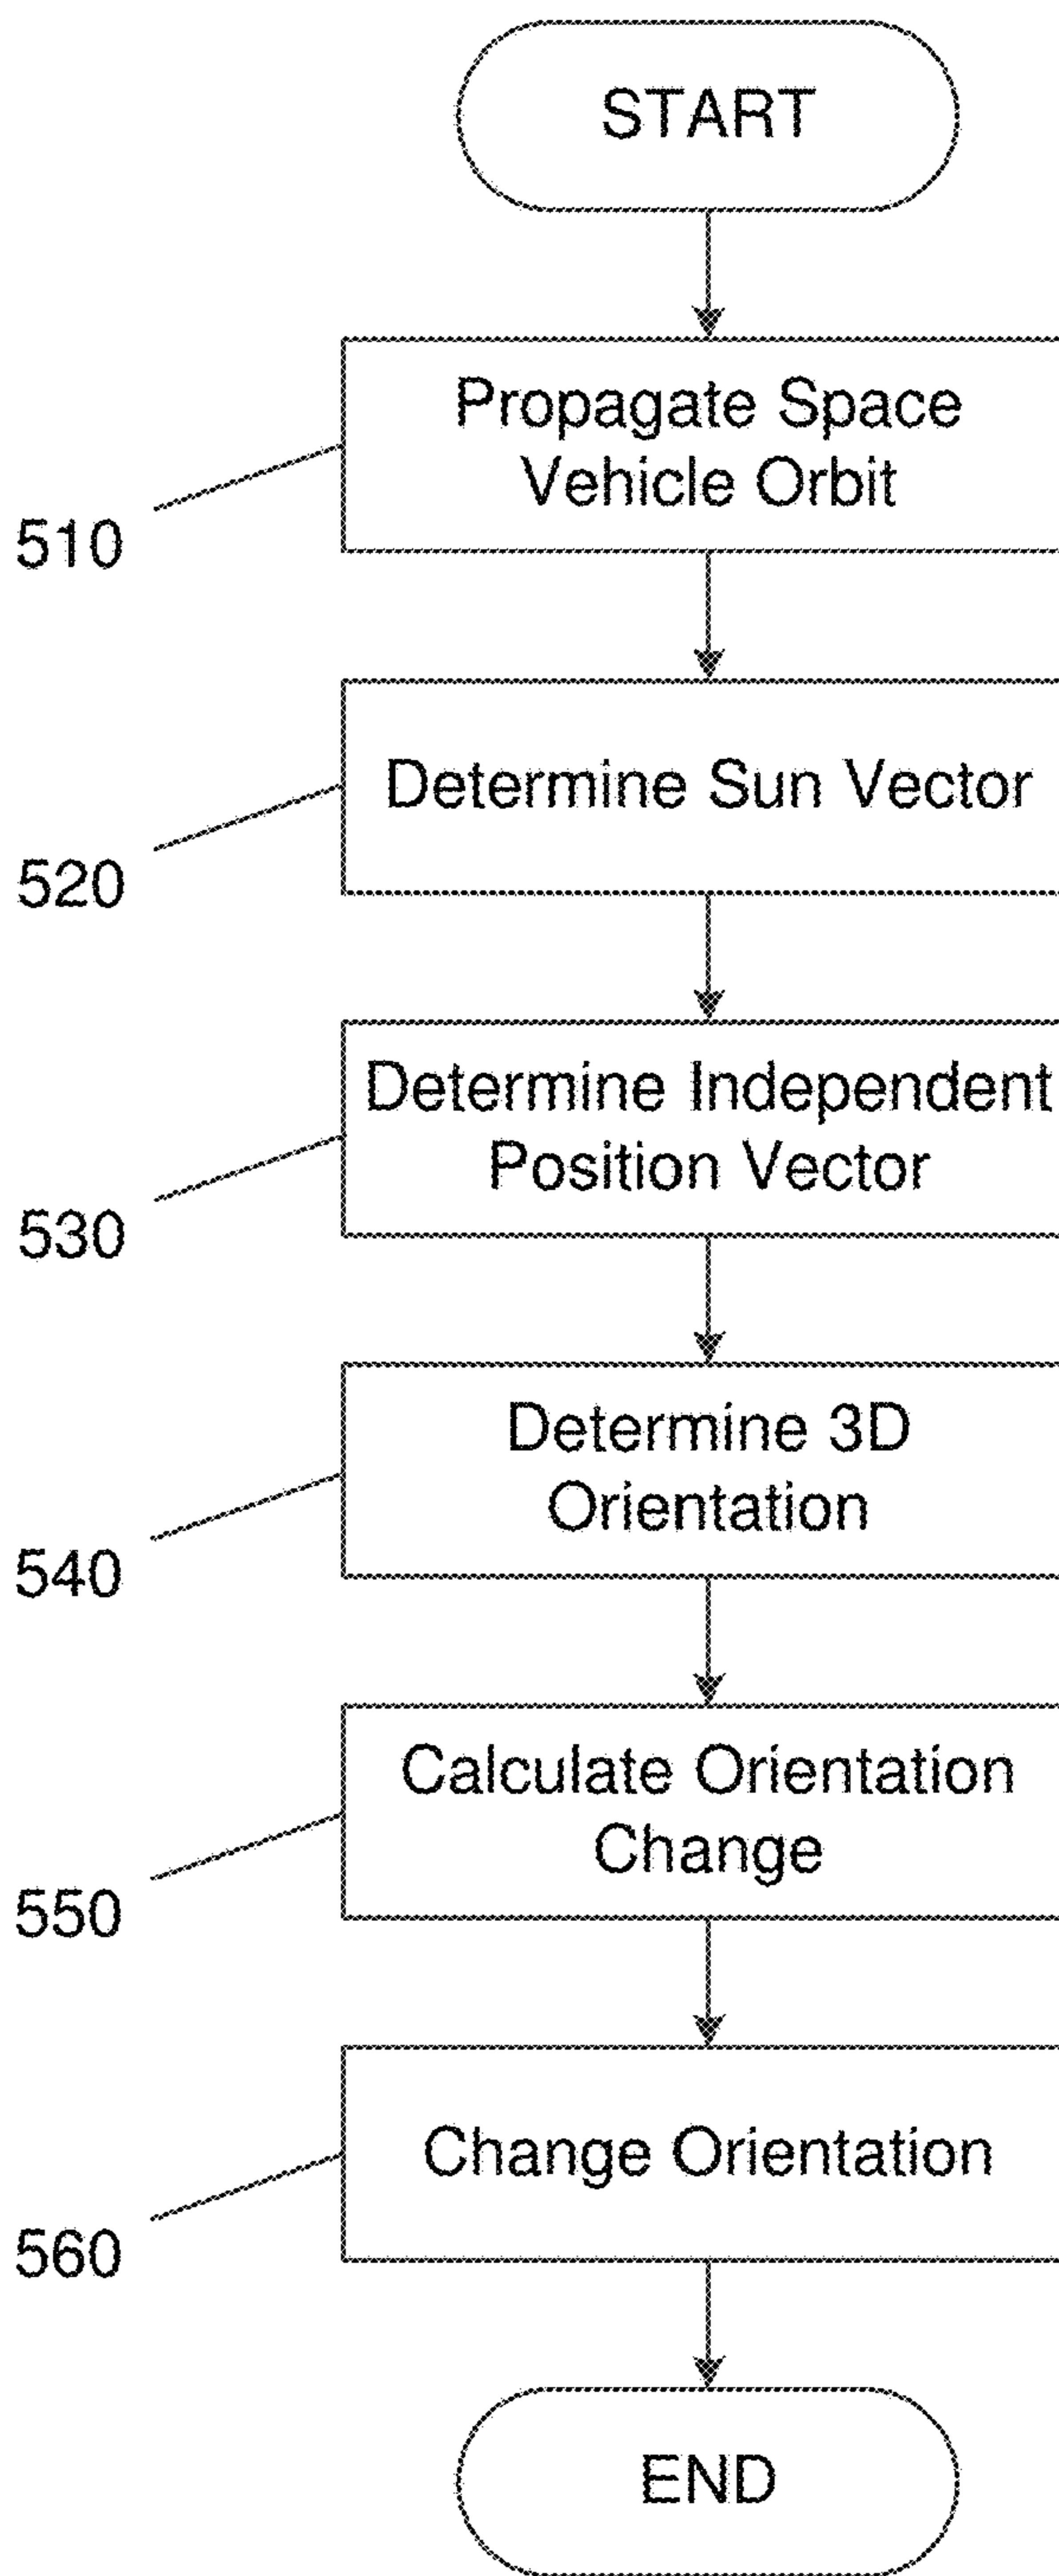 START
Propagate Space
Vehicle Orbit
510
Determine Sun Vector
520
Determine Independent
Position Vector
530
Determine 3D
Orientation
540
Calculate Orientation
Change
550
Change Orientation
560
END